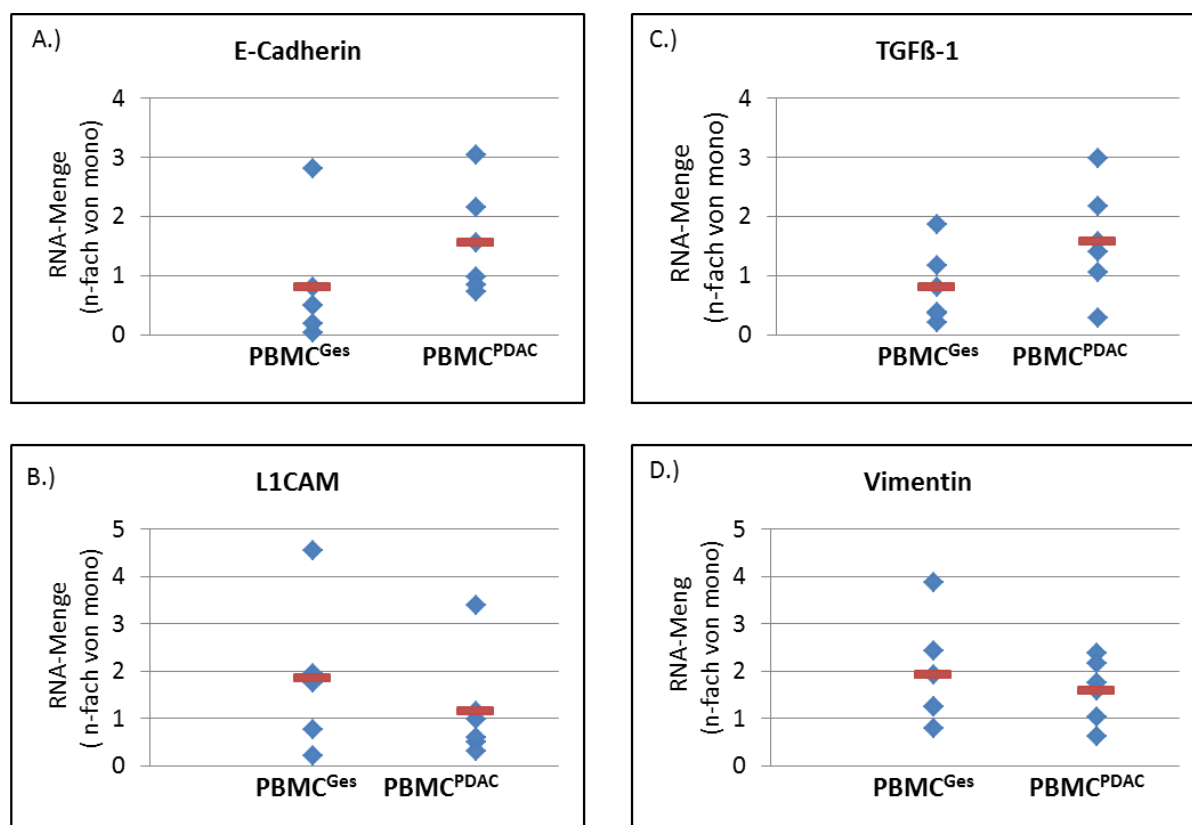 A.)
E-Cadherin
RNA-Menge
(n-fach von mono)
4
3
2
1
0
PBMCGes
PBMCPDAC
C.)
TGFß-1
RNA-Menge
(n-fach von mono)
4
3
2
1
0
PBMCGes
PBMCPDAC
B.)
L1CAM
RNA-Menge
( n-fach von mono)
5
4
3
2
1
0
PBMCGes
PBMCPDAC
D.)
Vimentin
RNA-Meng
(n-fach von mono)
5
4
3
2
1
0
PBMCGes
PBMCPDAC